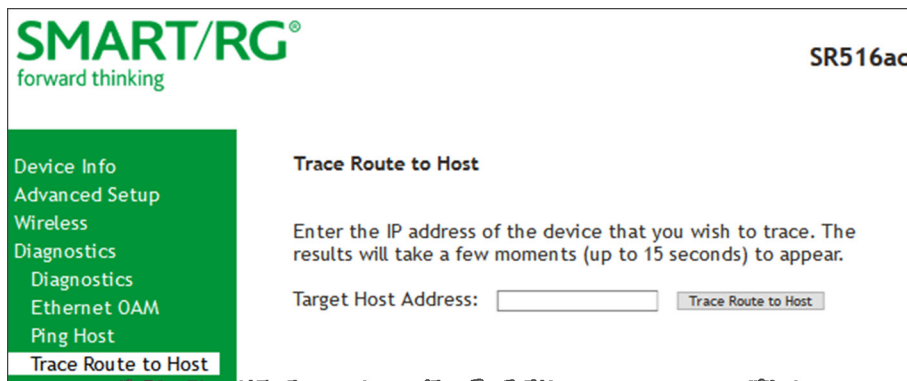 SMART/RG®
forward thinking
SR516ac
Device Info
Advanced Setup
Wireless
Diagnostics
Diagnostics
Ethernet OAM
Ping Host
Trace Route to Host
Trace Route to Host
Enter the IP address of the device that you wish to trace. The
results will take a few moments (up to 15 seconds) to appear.
Target Host Address:
Trace Route to Host